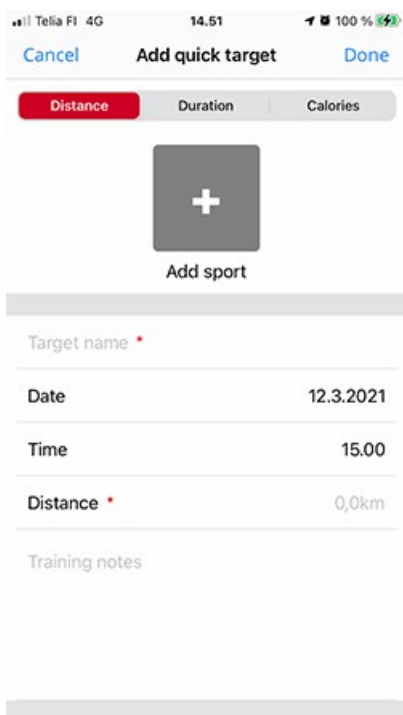 Telia FI 4G 14.51 100 %
Cancel Add quick target Done
Distance Duration Calories
Add sport
Target name *
Date 12.3.2021
Time 15.00
Distance * 0,0km
Training notes